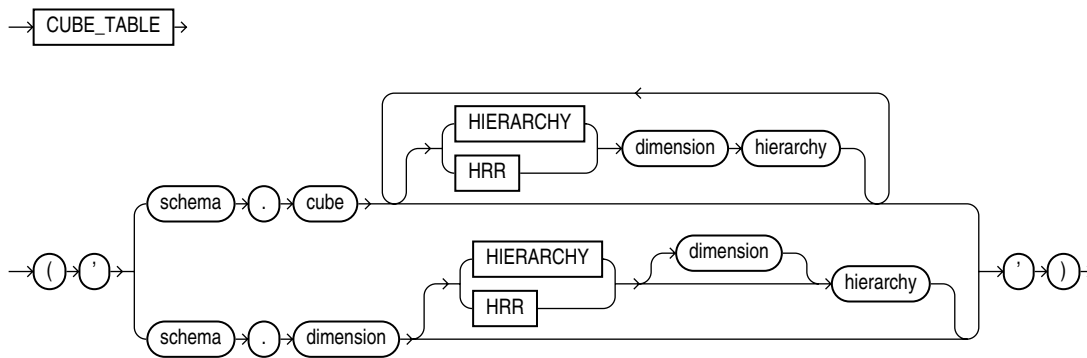 CUBE_TABLE
HIERARCHY
HRR
dimension hierarchy
schema . cube
( '
HIERARCHY
HRR
dimension
hierarchy
' )
schema . dimension